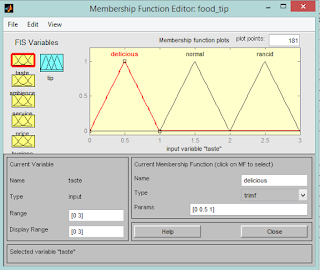 Membership Function Editor: food_tip
File Edit View
FIS Variables
Membership function plots
plot points: 181
delicious normal rancid
taste
tip
ambience
service
price
1
0.5
0
0 0.5 1 1.5 2 2.5 3
input variable "taste"
Current Variable
Name taste
Type input
Range [0 3]
Display Range [0 3]
Current Membership Function (click on MF to select)
Name delicious
Type trimf
Params [0 0.5 1]
Help Close
Selected variable "taste"